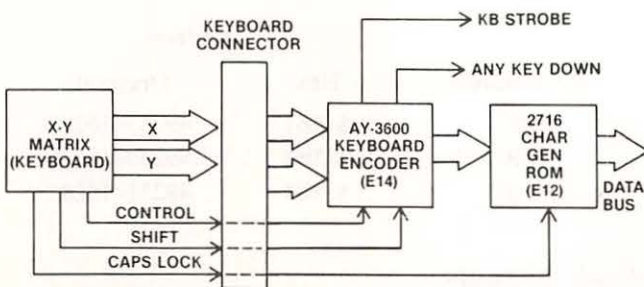 KEYBOARD
CONNECTOR
KB STROBE
ANY KEY DOWN
X-Y
MATRIX
(KEYBOARD)
X
Y
AY-3600
KEYBOARD
ENCODER
(E14)
2716
CHAR
GEN
ROM
(E12)
DATA
BUS
CONTROL
SHIFT
CAPS LOCK